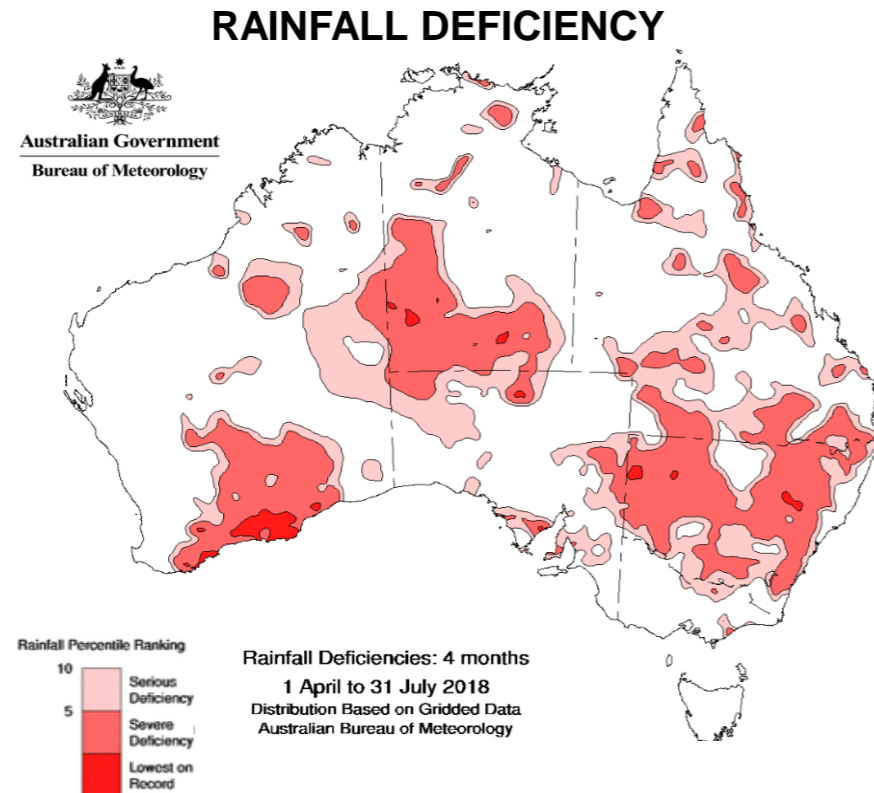 RAINFALL DEFICIENCY
Australian Government
Bureau of Meteorology
Rainfall Percentile Ranking
10
Serious
Deficiency
5
Severe
Deficiency
Lowest on
Record
Rainfall Deficiencies: 4 months
1 April to 31 July 2018
Distribution Based on Gridded Data
Australian Bureau of Meteorology